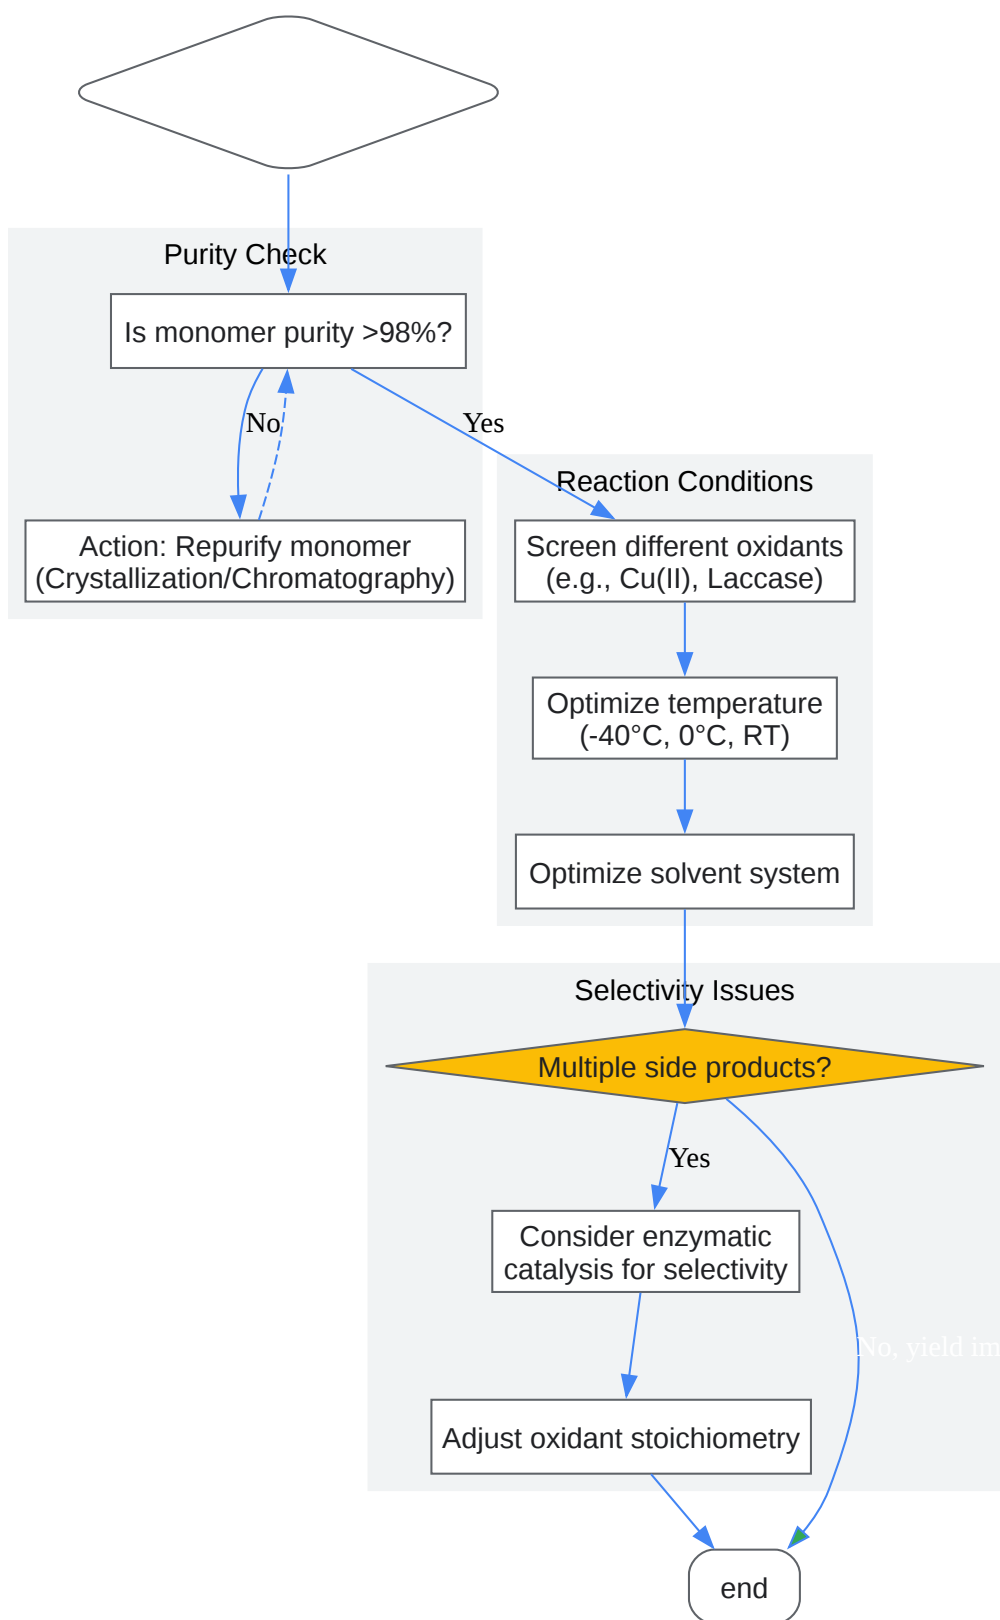 Purity Check
Is monomer purity >98%?
No
Yes
Action: Repurify monomer
(Crystallization/Chromatography)
Reaction Conditions
Screen different oxidants
(e.g., Cu(II), Laccase)
Optimize temperature
(-40°C, 0°C, RT)
Optimize solvent system
Selectivity Issues
Multiple side products?
Yes
Consider enzymatic
catalysis for selectivity
No, yield
Adjust oxidant stoichiometry
end